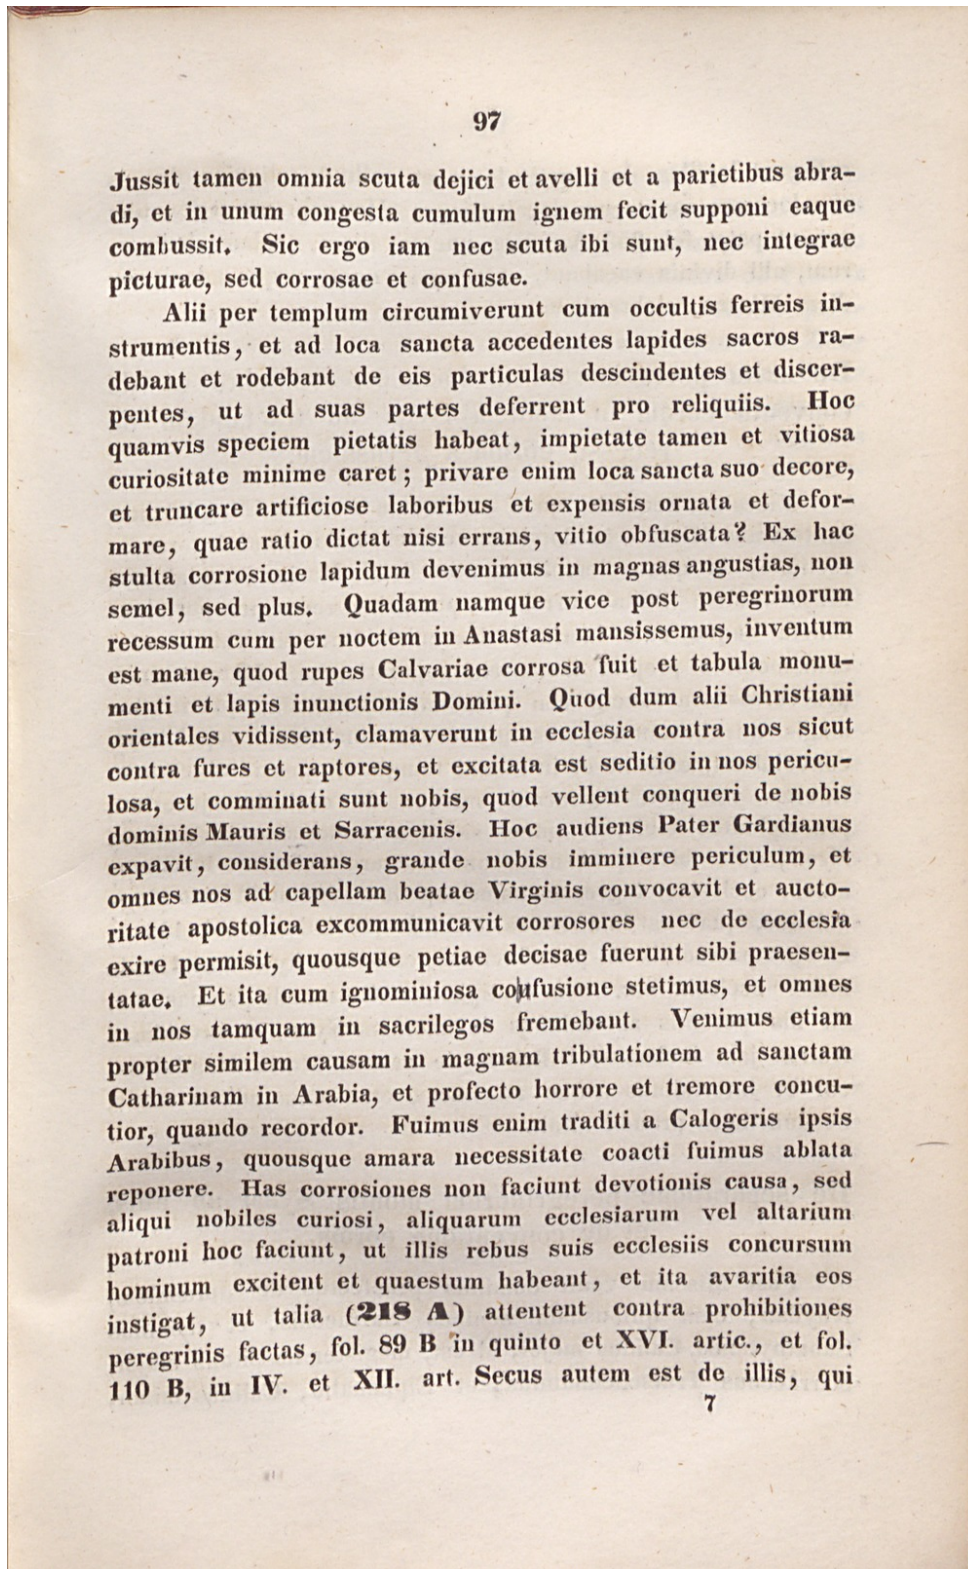 97
Jussit tamen omnia scuta dejici et avelli et a parietibus abra-
di, et in unum congesta cumulum ignem fecit supponi eaque
combussit. Sic ergo iam nec scuta ibi sunt, nec integrae
picturae, sed corrosae et confusae.
Alii per templum circumiverunt cum occultis ferreis in-
strumentis, et ad loca sancta accedentes lapides sacros ra-
debant et rodebant de eis particulas descindentes et discer-
pentes, ut ad suas partes deferrent pro reliquiis. Hoc
quamvis speciem pietatis habeat, impietate tamen et vitiosa
curiositate minime caret; privare enim loca sancta suo decore,
et truncare artificiose laboribus et expensis ornata et defor-
mare, quae ratio dictat nisi errans, vitio obfuscata? Ex hac
stulta corrosione lapidum devenimus in magnas angustias, non
semel, sed plus. Quadam namque vice post peregrinorum
recessum cum per noctem in Anastasi mansissemus, inventum
est mane, quod rupes Calvariae corrosa fuit et tabula monu-
menti et lapis inunctionis Domini. Quod dum alii Christiani
orientales vidissent, clamaverunt in ecclesia contra nos sicut
contra fures et raptores, et excitata est seditio in nos pericu-
losa, et comminati sunt nobis, quod vellent conqueri de nobis
dominis Mauris et Sarracenis. Hoc audiens Pater Gardianus
expavit, considerans, grande nobis imminere periculum, et
omnes nos ad capellam beatae Virginis convocavit et aucto-
ritate apostolica excommunicavit corrosores nec de ecclesia
exire permisit, quousque petiae decisae fuerunt sibi praesen-
tatae. Et ita cum ignominiosa confusione stetimus, et omnes
in nos tamquam in sacrilegos fremebant. Venimus etiam
propter similem causam in magnam tribulationem ad sanctam
Catharinam in Arabia, et profecto horrore et tremore concu-
tior, quando recordor. Fuimus enim traditi a Calogeris ipsis
Arabibus, quousque amara necessitate coacti fuimus ablata
reponere. Has corrosiones non faciunt devotionis causa, sed
aliqui nobiles curiosi, aliquarum ecclesiarum vel altarium
patroni hoc faciunt, ut illis rebus suis ecclesiis concursum
hominum excitent et quaestum habeant, et ita avaritia eos
instigat, ut talia (218 A) attentent contra prohibitiones
peregrinis factas, fol. 89 B in quinto et XVI. artic., et fol.
110 B, in IV. et XII. art. Secus autem est de illis, qui
7